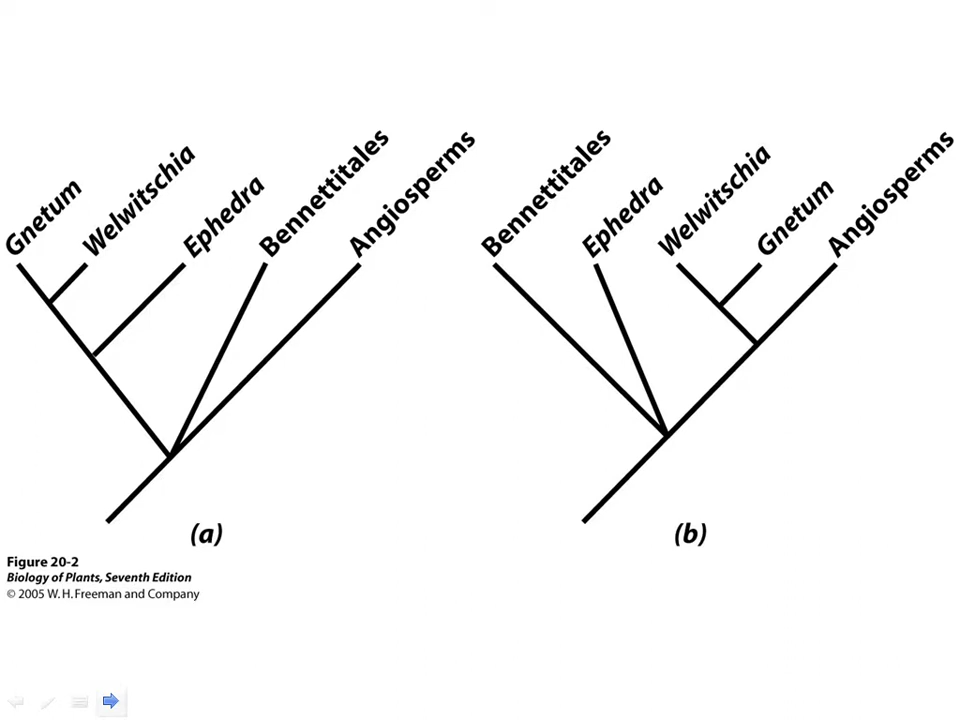 Gnetum
Welwitschia
Ephedra
Bennettitales
Angiosperms
(a)
Bennettitales
Ephedra
Welwitschia
Gnetum
Angiosperms
(b)
Figure 20-2
Biology of Plants, Seventh Edition
© 2005 W. H. Freeman and Company